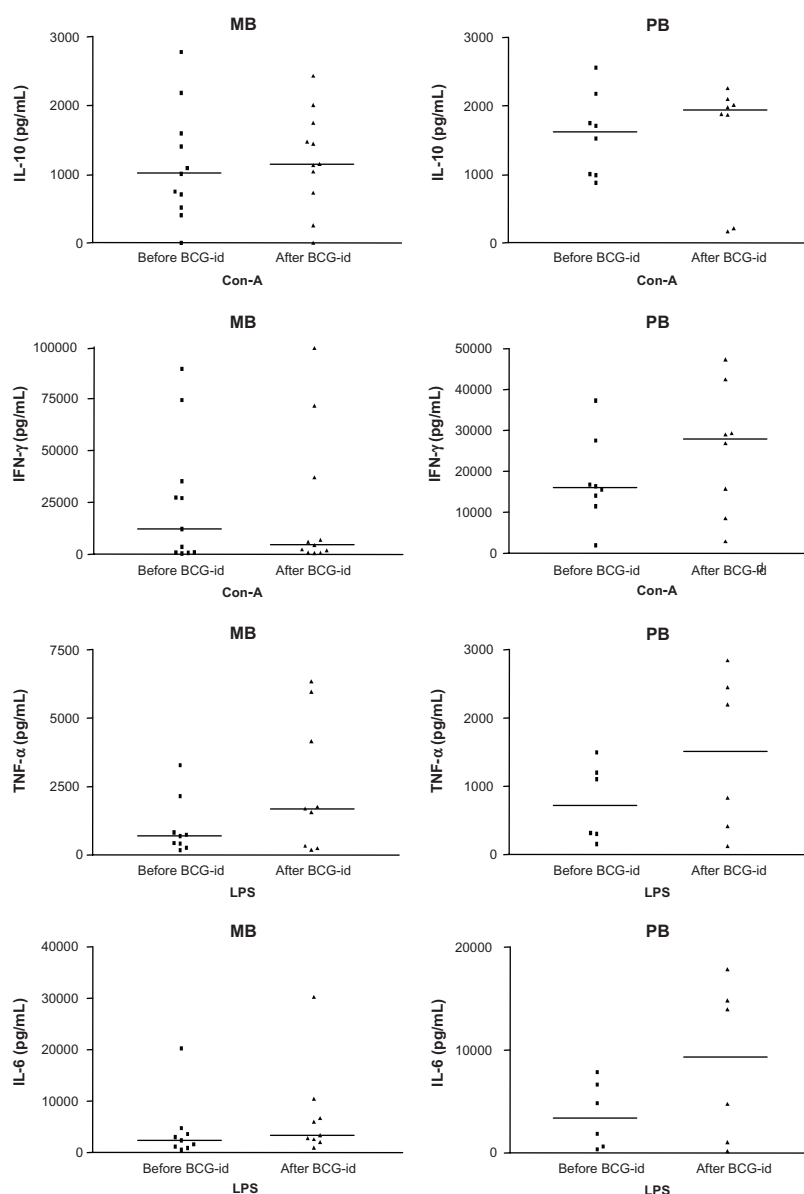 MB
3000
2000
1000
0
IL-10 (pg/mL)
Before BCG-id After BCG-id
Con-A
PB
3000
2000
1000
0
IL-10 (pg/mL)
Before BCG-id After BCG-id
Con-A
MB
100000
75000
50000
25000
0
IFN-γ (pg/mL)
Before BCG-id After BCG-id
Con-A
PB
50000
40000
30000
20000
10000
0
IFN-γ (pg/mL)
Before BCG-id After BCG-id
d
Con-A
MB
7500
5000
2500
0
TNF-α (pg/mL)
Before BCG-id After BCG-id
LPS
PB
3000
2000
1000
0
TNF-α (pg/mL)
Before BCG-id After BCG-id
LPS
MB
40000
30000
20000
10000
0
IL-6 (pg/mL)
Before BCG-id After BCG-id
LPS
PB
20000
10000
0
IL-6 (pg/mL)
Before BCG-id After BCG-id
LPS